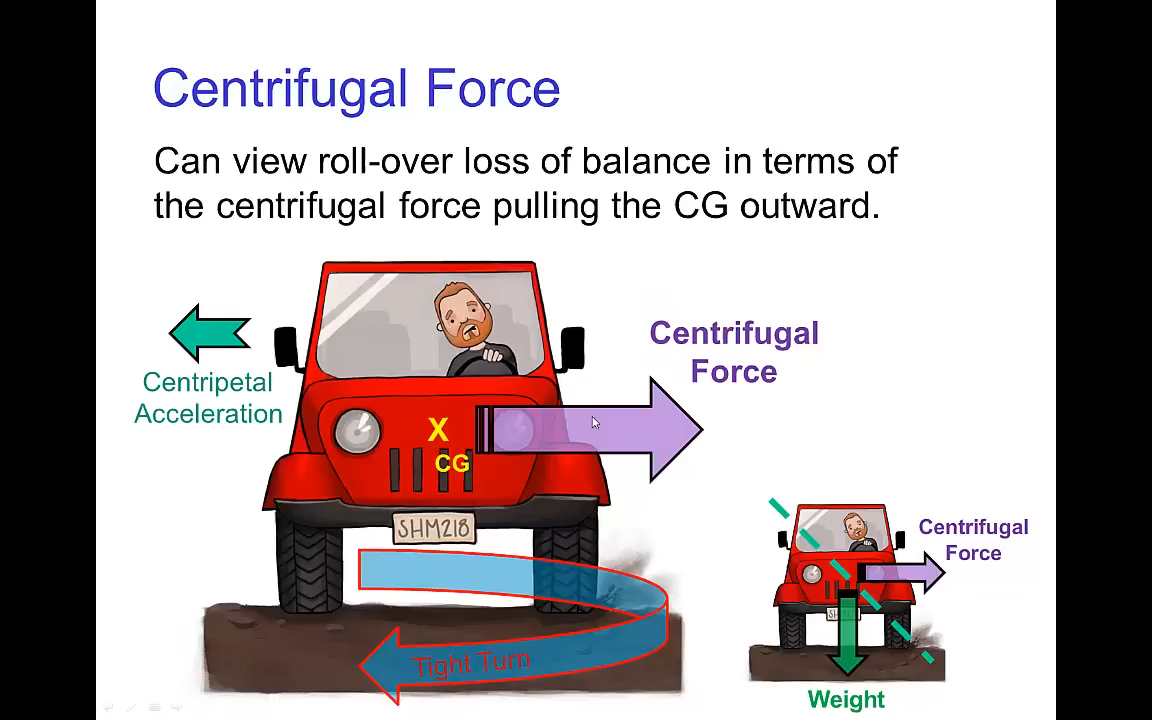 Centrifugal Force
Can view roll-over loss of balance in terms of
the centrifugal force pulling the CG outward.
Centripetal
Acceleration
Centrifugal
Force
X
CG
SHM218
Tight Turn
Centrifugal
Force
Weight